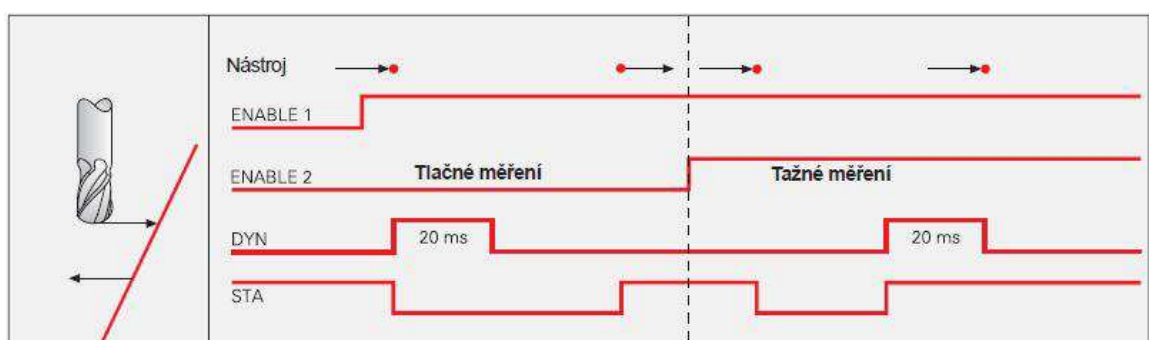 Nástroj
ENABLE 1
ENABLE 2 Tlačné měření Tažné měření
DYN 20 ms 20 ms
STA